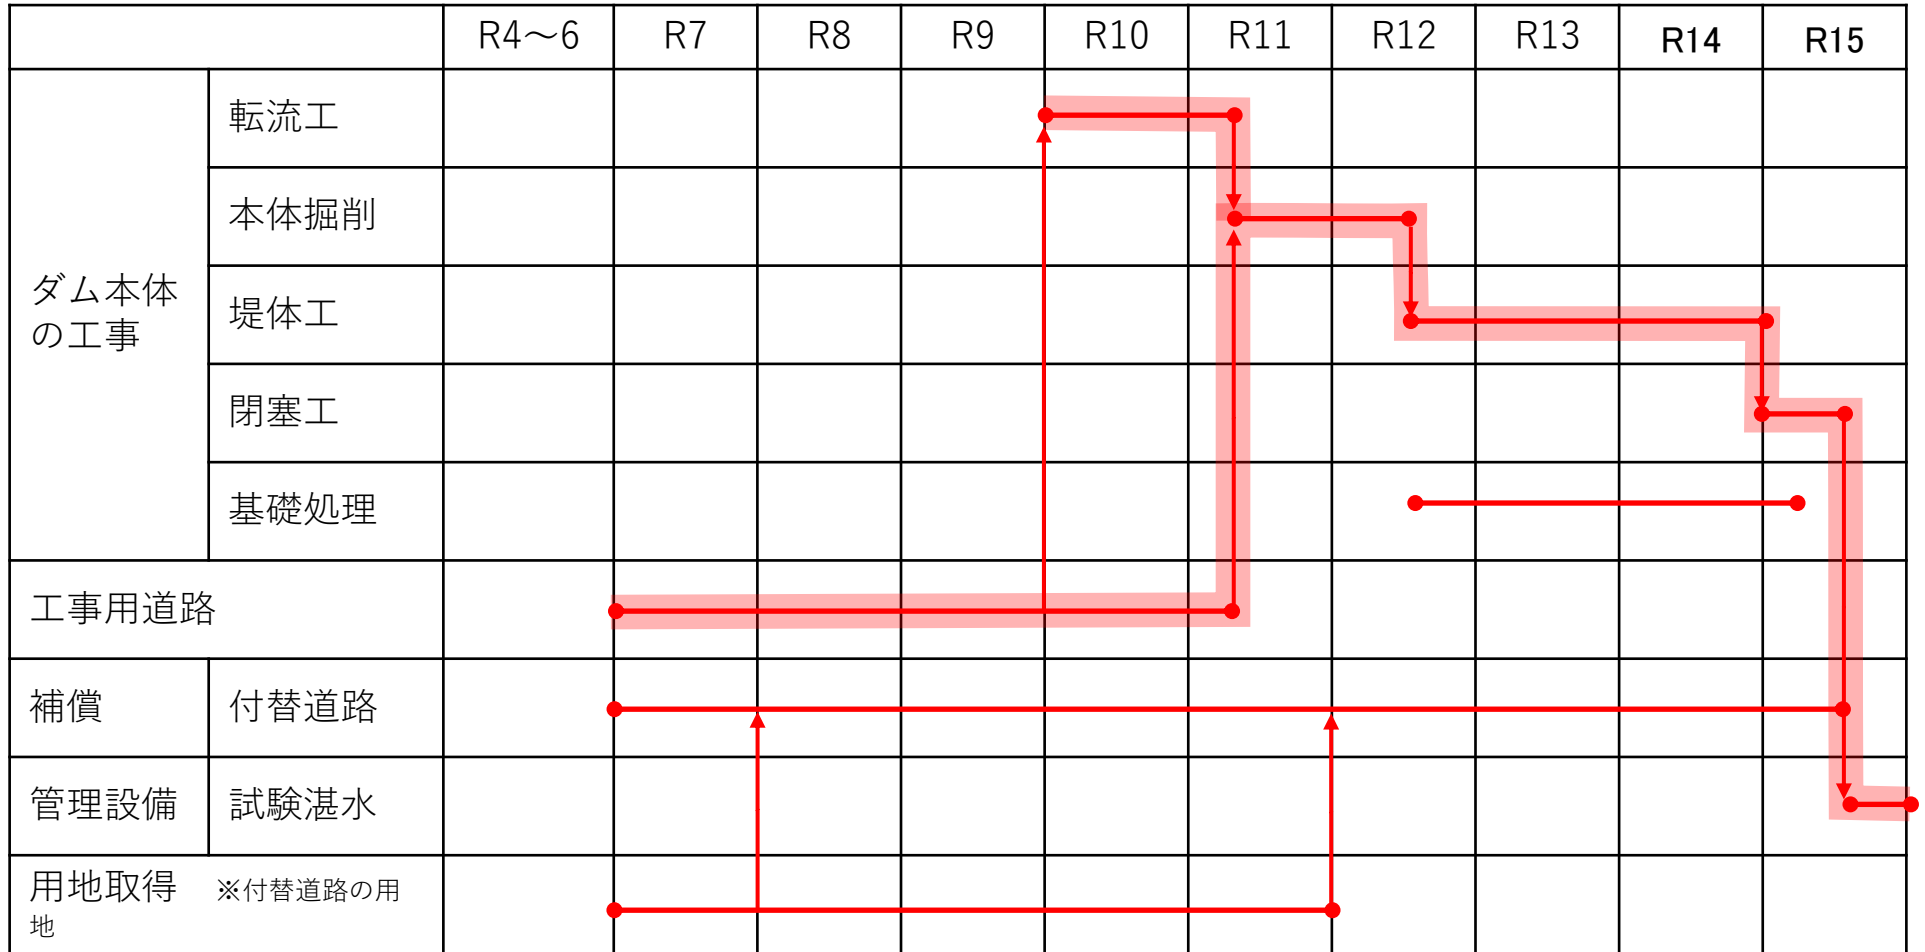 R4～6 R7 R8 R9 R10 R11 R12 R13 R14 R15
転流工
本体掘削
ダム本体
の工事
堤体工
閉塞工
基礎処理
工事用道路
補償 付替道路
管理設備 試験湛水
用地取得 ※付替道路の用
地